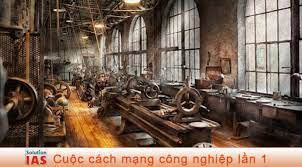 Solution
IAS
Cuộc cách mạng công nghiệp lần 1